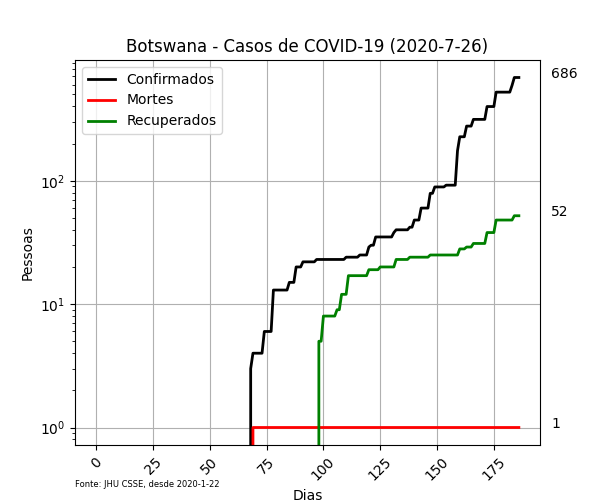 Botswana - Casos de COVID-19 (2020-7-26)
Confirmados
Mortes
Recuperados
686
52
1
Pessoas
10²
10¹
10⁰
0 25 50 75 100 125 150 175
Dias
Fonte: JHU CSSE, desde 2020-1-22